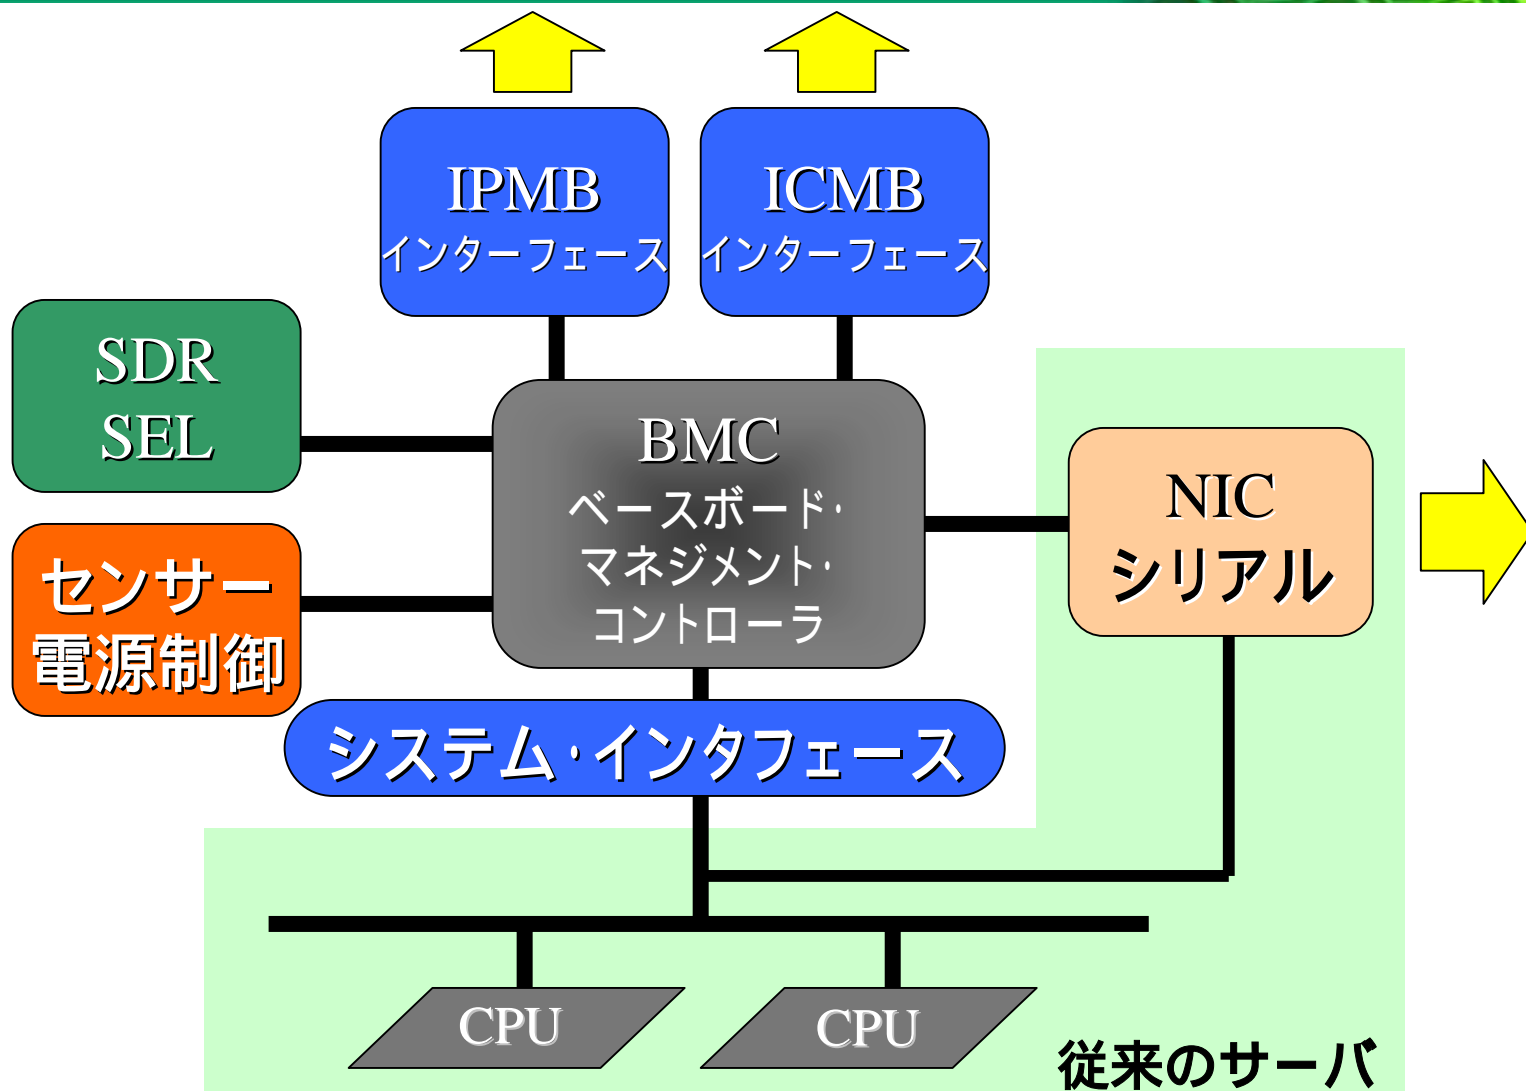 IPMB
インターフェース
ICMB
インターフェース
SDR
SEL
BMC
ベースボード・
マネジメント・
コントローラ
NIC
シリアル
センサー
電源制御
システム・インタフェース
CPU
CPU
従来のサーバ